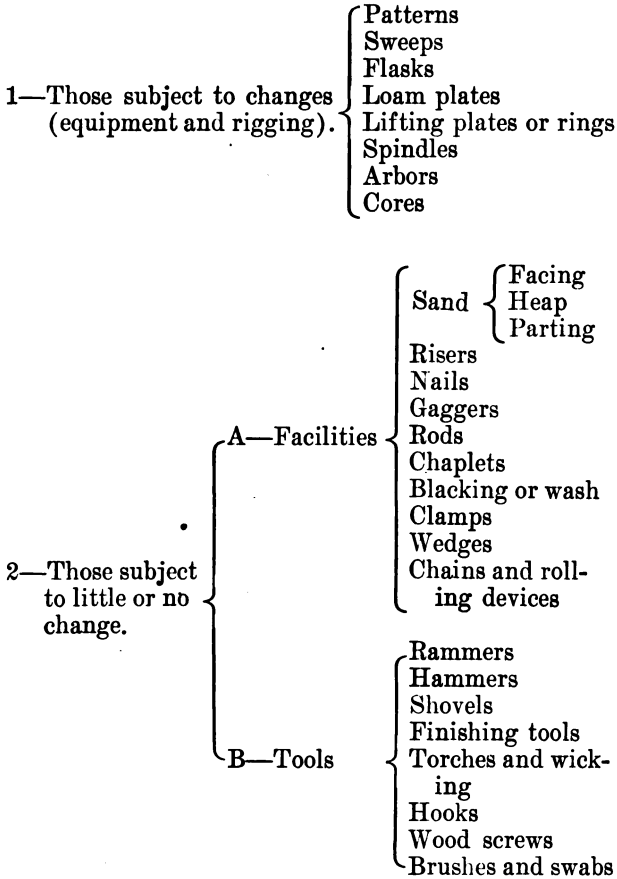 Patterns
Sweeps
Flasks
1—Those subject to changes
(equipment and rigging).
Loam plates
Lifting plates or rings
Spindles
Arbors
Cores
Sand
Facing
Heap
Parting
Risers
Nails
Gaggers
A—Facilities
Rods
Chaplets
Blacking or wash
Clamps
Wedges
Chains and roll-
ing devices
2—Those subject
to little or no
change.
Rammers
Hammers
Shovels
Finishing tools
B—Tools
Torches and wick-
ing
Hooks
Wood screws
Brushes and swabs